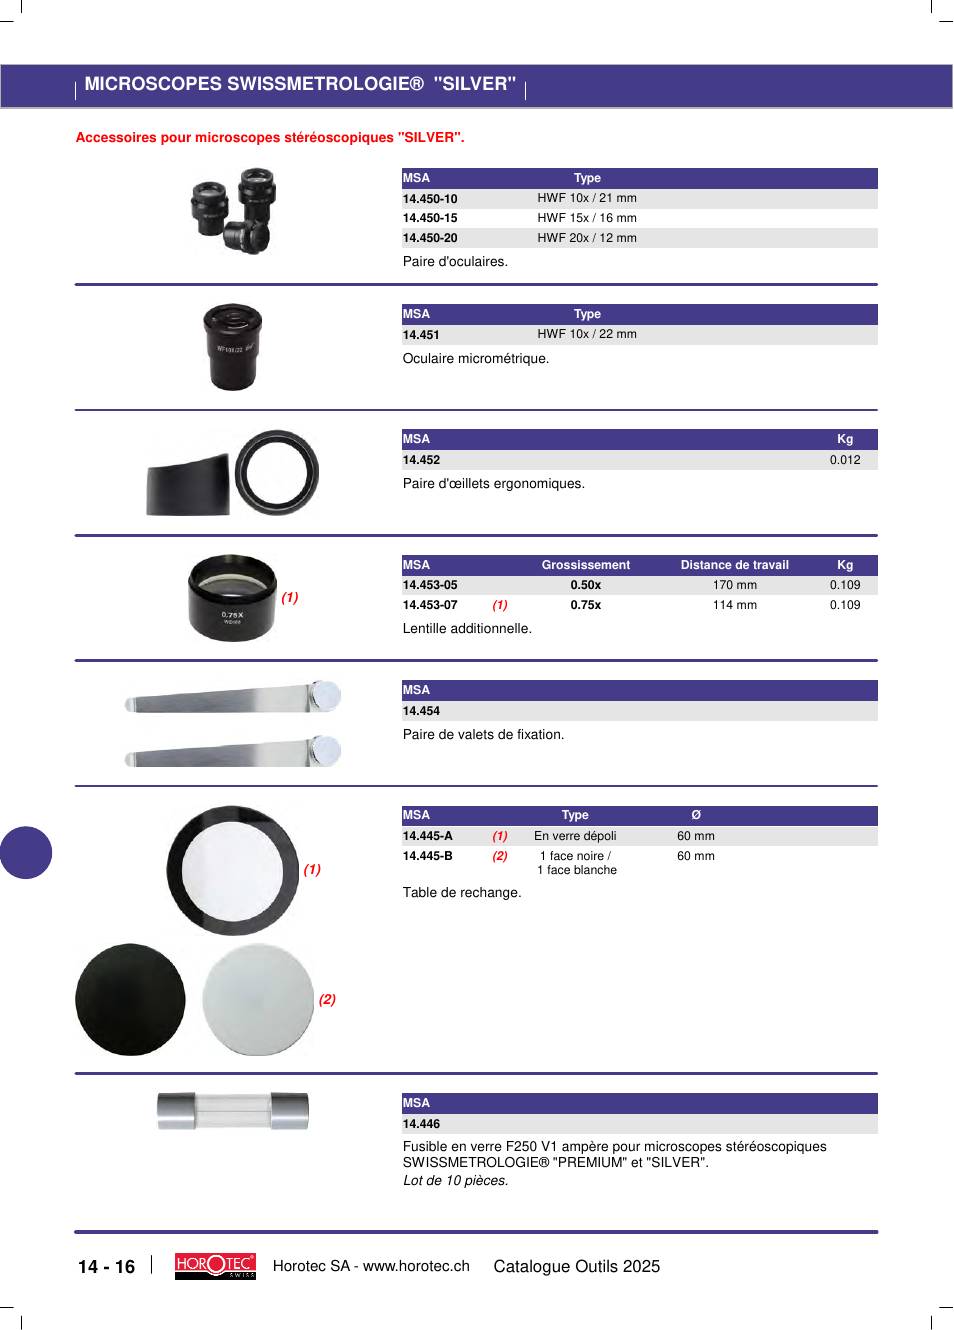 MICROSCOPES SWISSMETROLOGIE® "SILVER"
Accessoires pour microscopes stéréoscopiques "SILVER".
MSA Type
14.450-10 HWF 10x / 21 mm
14.450-15 HWF 15x / 16 mm
14.450-20 HWF 20x / 12 mm
Paire d'oculaires.
MSA Type
14.451 HWF 10x / 22 mm
WF10X/22
Oculaire micrométrique.
MSA Kg
14.452 0.012
Paire d'œillets ergonomiques.
MSA Grossissement Distance de travail Kg
14.453-05 0.50x 170 mm 0.109
14.453-07 (1) 0.75x 114 mm 0.109
(1)
0.75X
Lentille additionnelle.
MSA
14.454
Paire de valets de fixation.
MSA Type Ø
14.445-A (1) En verre dépoli 60 mm
14.445-B (2) 1 face noire / 60 mm
1 face blanche
(1)
Table de rechange.
(2)
MSA
14.446
Fusible en verre F250 V1 ampère pour microscopes stéréoscopiques
SWISSMETROLOGIE® "PREMIUM" et "SILVER".
Lot de 10 pièces.
14 - 16 HOROTEC® SWISS Horotec SA - www.horotec.ch Catalogue Outils 2025